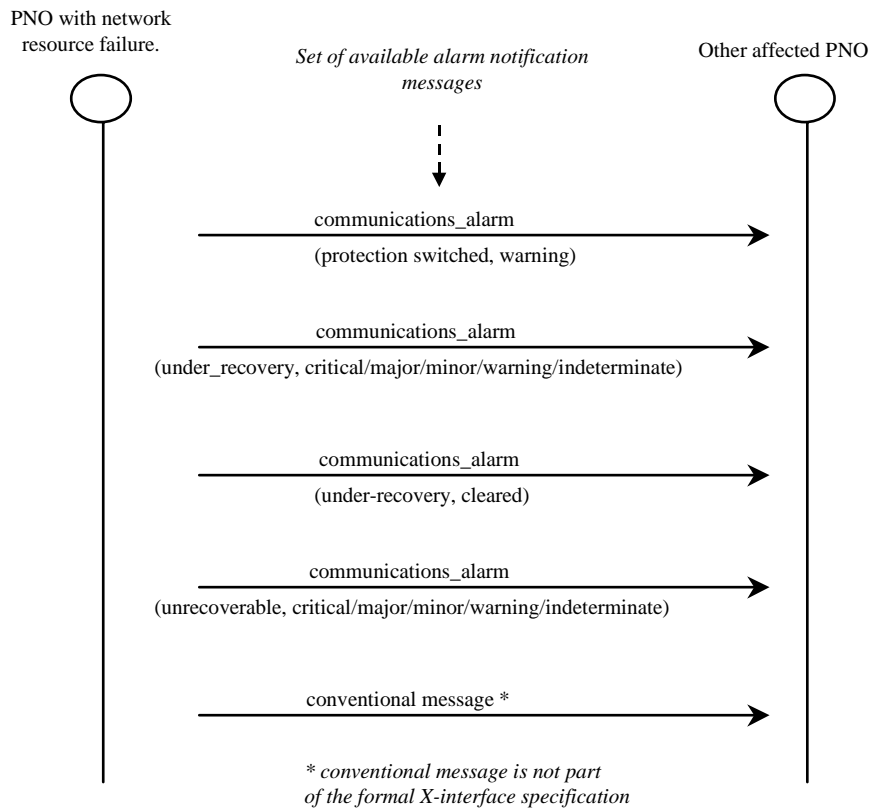 PNO with network
resource failure.
Set of available alarm notification
messages
Other affected PNO
communications_alarm
(protection switched, warning)
communications_alarm
(under_recovery, critical/major/minor/warning/indeterminate)
communications_alarm
(under-recovery, cleared)
communications_alarm
(unrecoverable, critical/major/minor/warning/indeterminate)
conventional message *
* conventional message is not part
of the formal X-interface specification